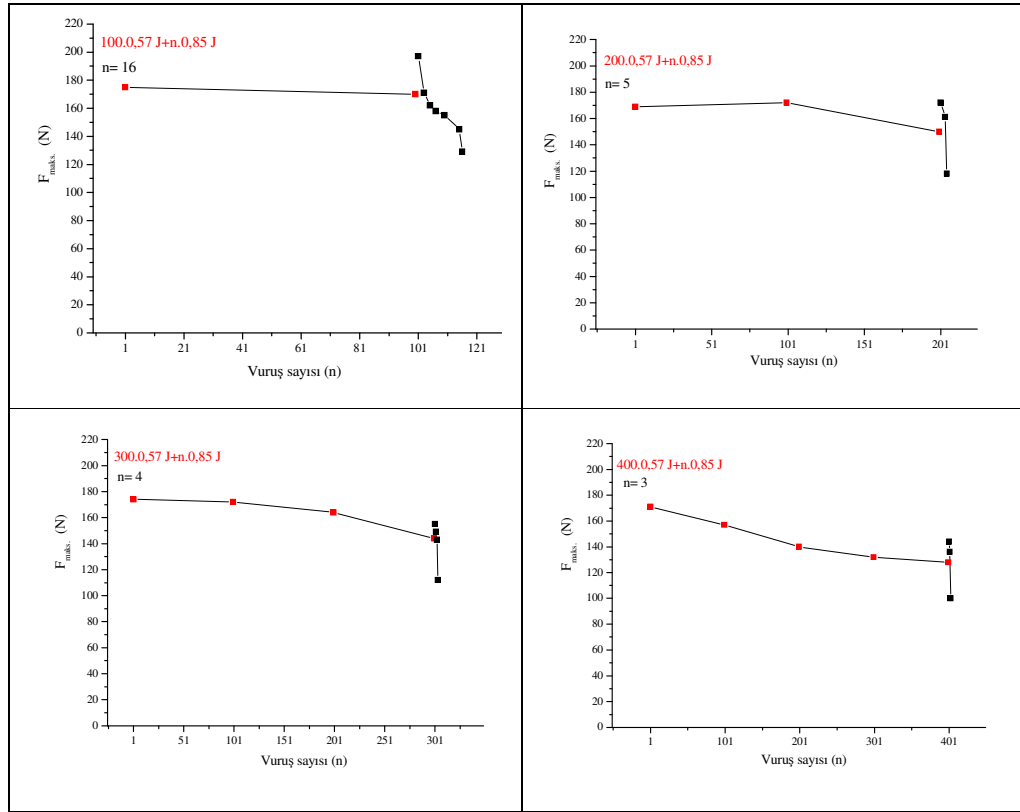 100.0,57 J+n.0,85 J
n= 16
220
200
180
160
140
120
100
80
60
40
20
0
F maks. (N)
1 21 41 61 81 101 121
Vuruş sayısı (n)
200.0,57 J+n.0,85 J
n= 5
220
200
180
160
140
120
100
80
60
40
20
0
F maks. (N)
1 51 101 151 201
Vuruş sayısı (n)
300.0,57 J+n.0,85 J
n= 4
220
200
180
160
140
120
100
80
60
40
20
0
F maks. (N)
1 51 101 151 201 251 301
Vuruş sayısı (n)
400.0,57 J+n.0,85 J
n= 3
220
200
180
160
140
120
100
80
60
40
20
0
F maks. (N)
1 101 201 301 401
Vuruş sayısı (n)